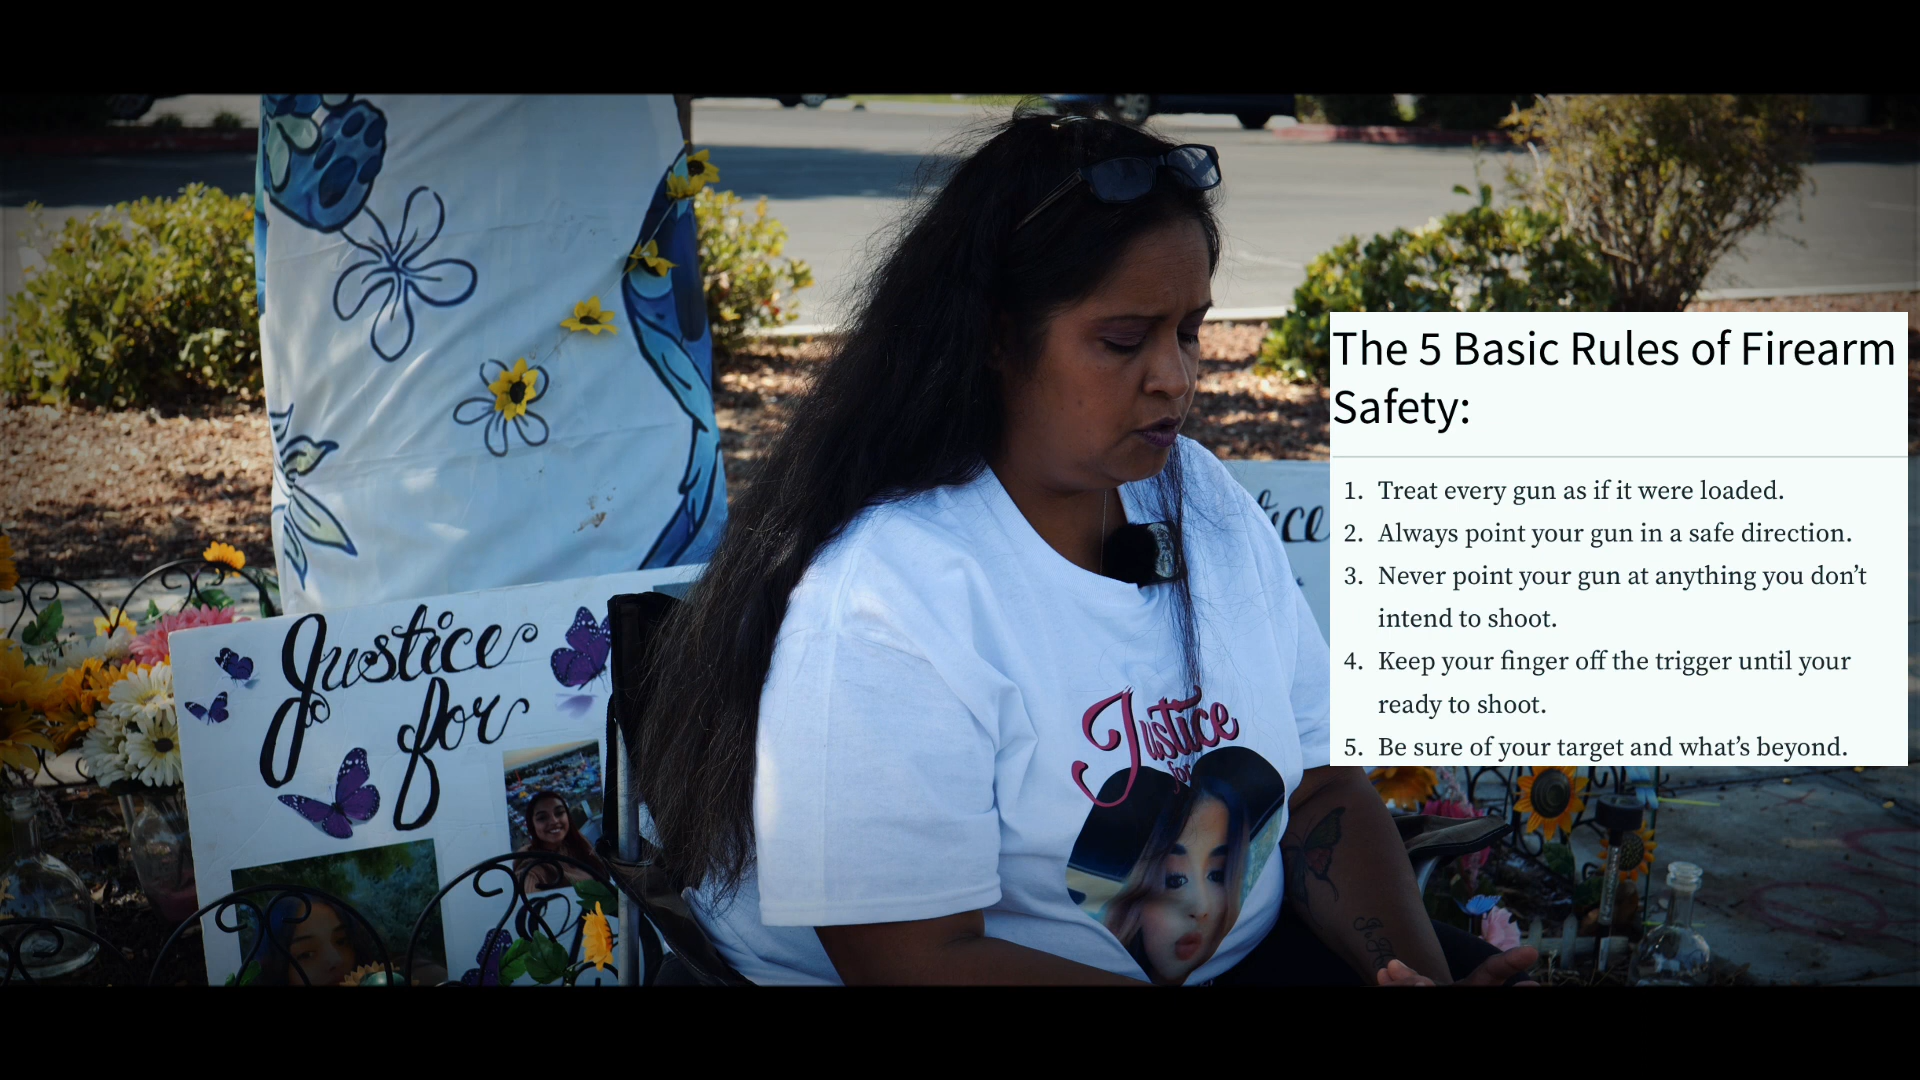 Justice
for
Justice
for
tice
The 5 Basic Rules of Firearm
Safety:
1. Treat every gun as if it were loaded.
2. Always point your gun in a safe direction.
3. Never point your gun at anything you don’t
intend to shoot.
4. Keep your finger off the trigger until your
ready to shoot.
5. Be sure of your target and what’s beyond.